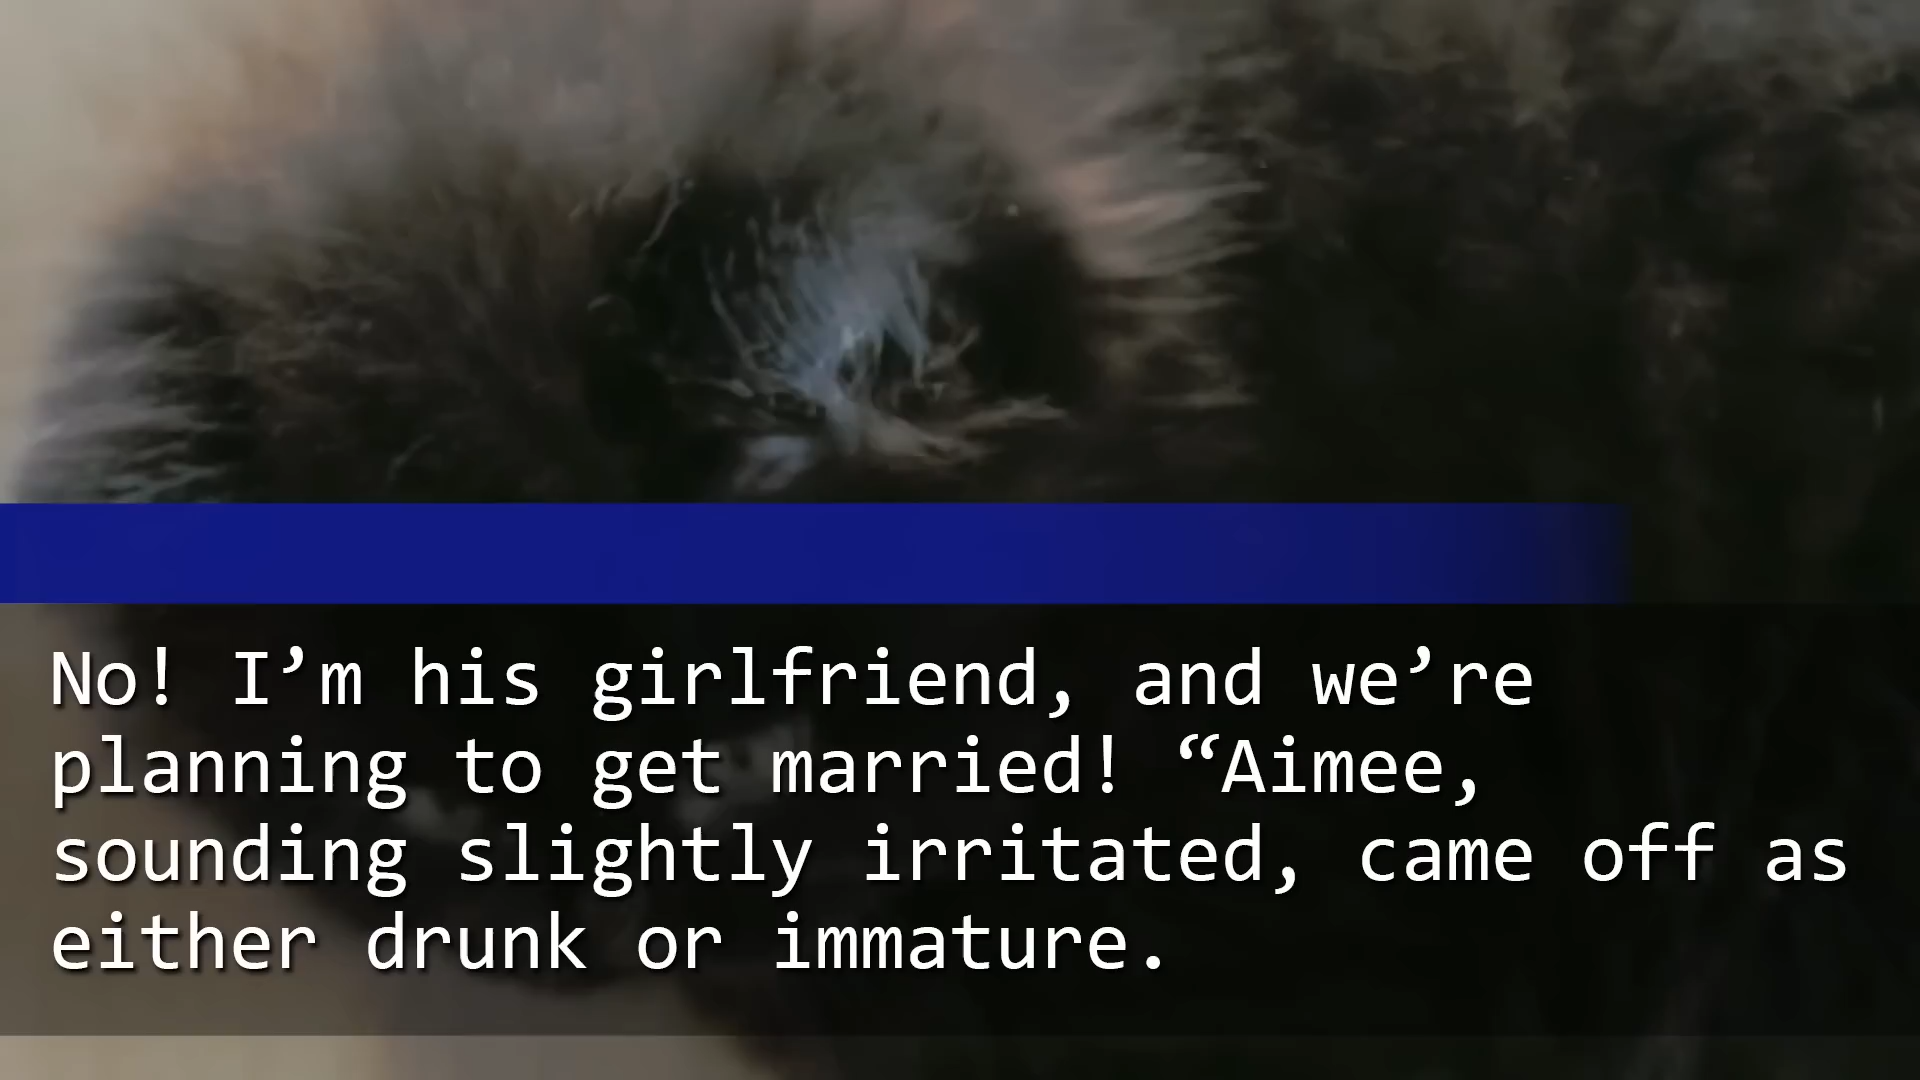 No! I’m his girlfriend, and we’re
planning to get married! “Aimee,
sounding slightly irritated, came off as
either drunk or immature.